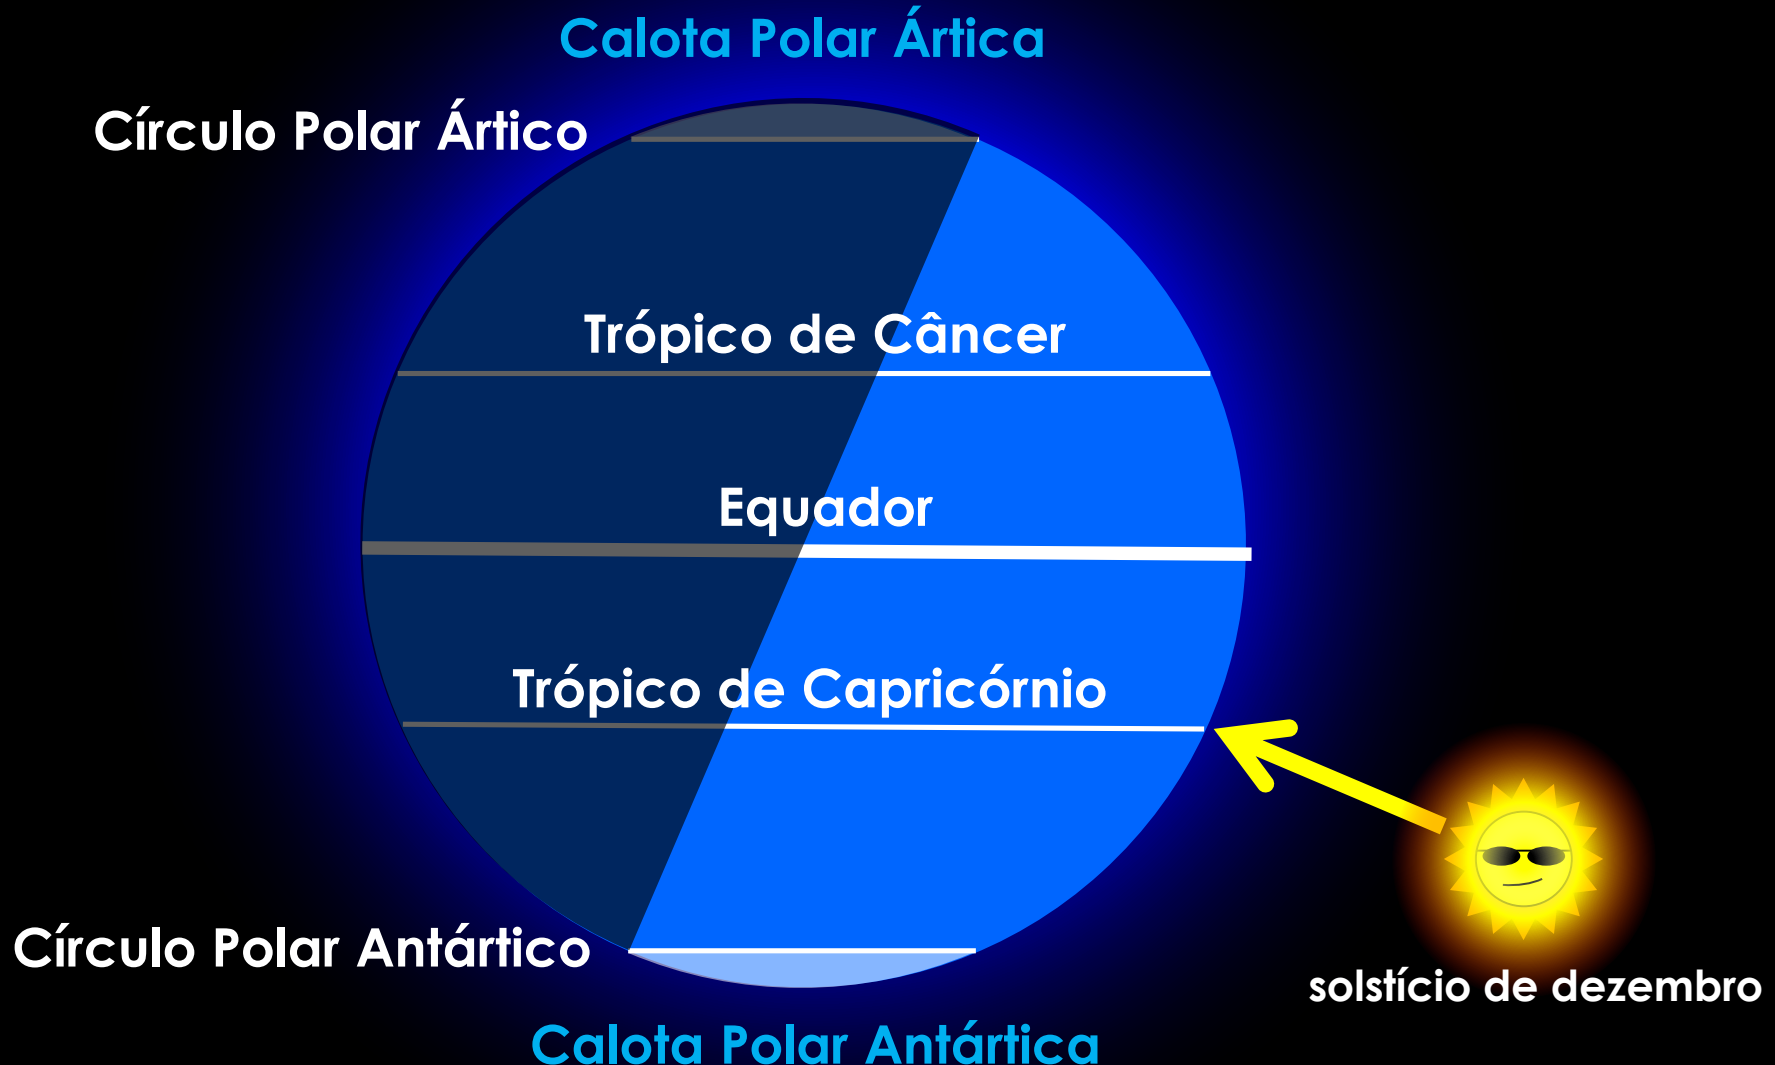 Calota Polar Ártica
Círculo Polar Ártico
Trópico de Câncer
Equador
Trópico de Capricórnio
Círculo Polar Antártico
solstício de dezembro
Calota Polar Antártica